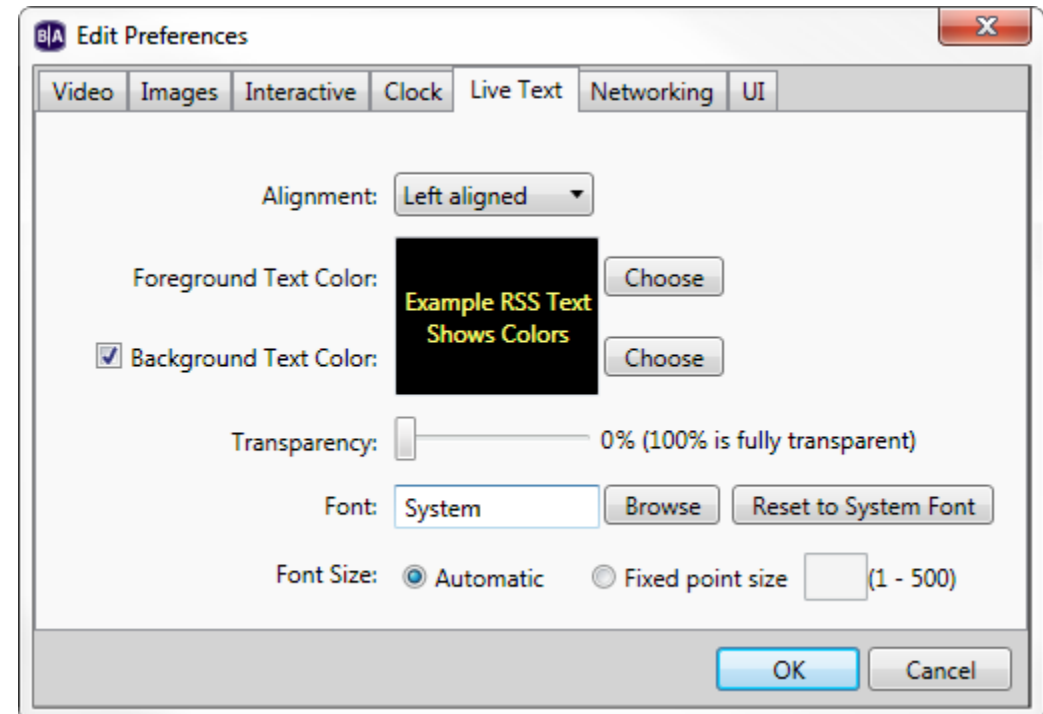 B|A Edit Preferences
Video Images Interactive Clock Live Text Networking UI
Alignment: Left aligned
Foreground Text Color: Choose
Example RSS Text
Shows Colors
Background Text Color: Choose
Transparency: 0% (100% is fully transparent)
Font: System Browse Reset to System Font
Font Size: Automatic Fixed point size (1 - 500)
OK Cancel